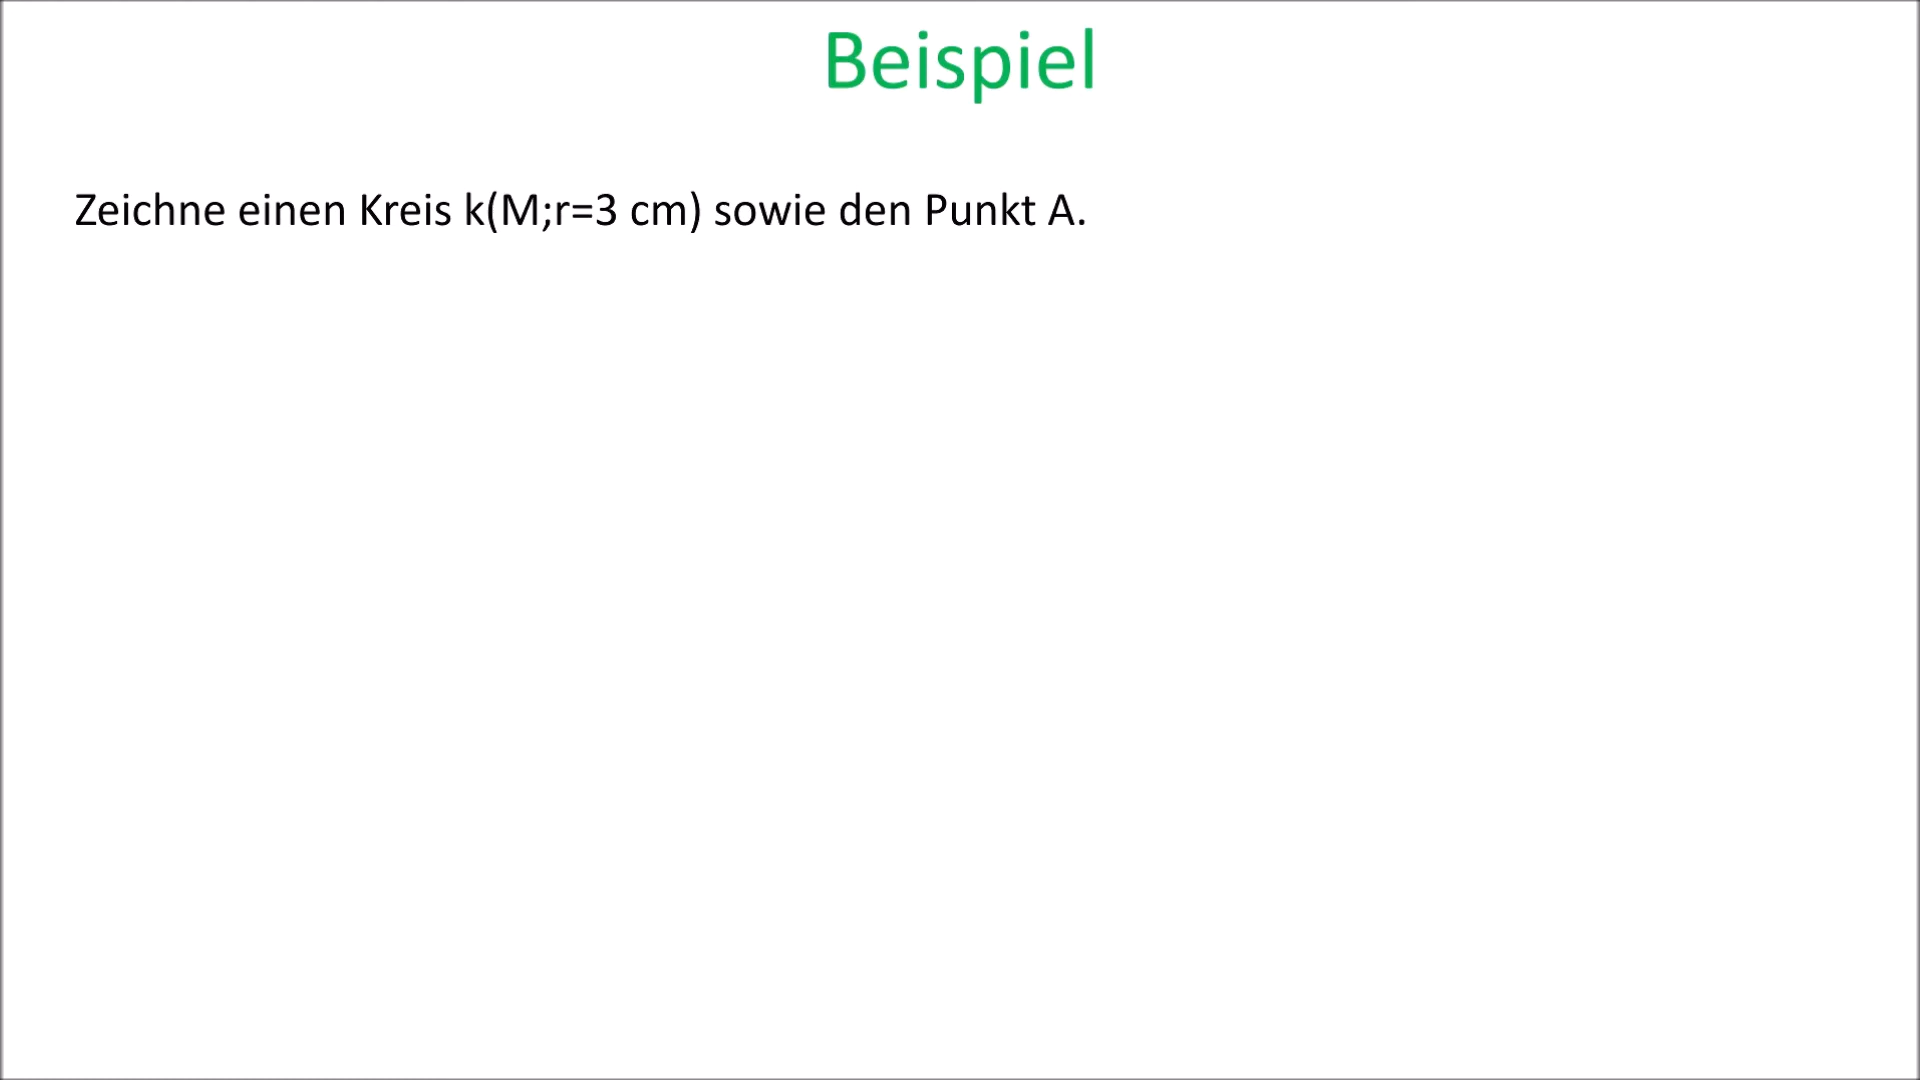 Beispiel
Zeichne einen Kreis k(M;r=3 cm) sowie den Punkt A.